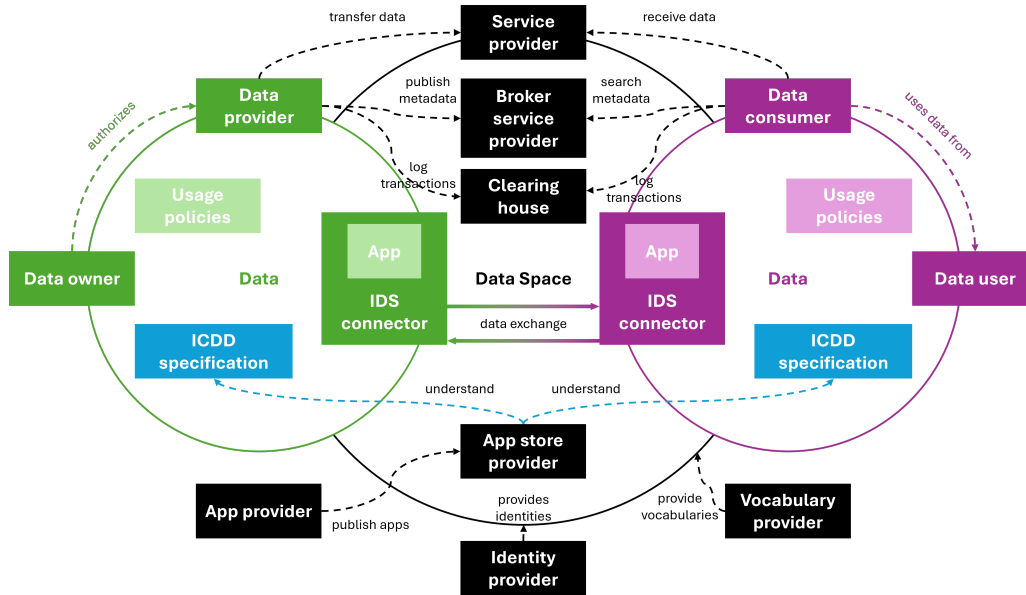 transfer data
Service
provider
receive data
Data
provider
publish
metadata
Broker
service
provider
search
metadata
Data
consumer
authorizes
uses data from
log
transactions
Clearing
house
log
transactions
Usage
policies
Usage
policies
App
App
Data owner
Data
IDS
connector
Data Space
data exchange
IDS
connector
Data
Data user
ICDD
specification
ICDD
specification
understand
understand
App store
provider
App provider
publish apps
provides
identities
provide
vocabularies
Vocabulary
provider
Identity
provider